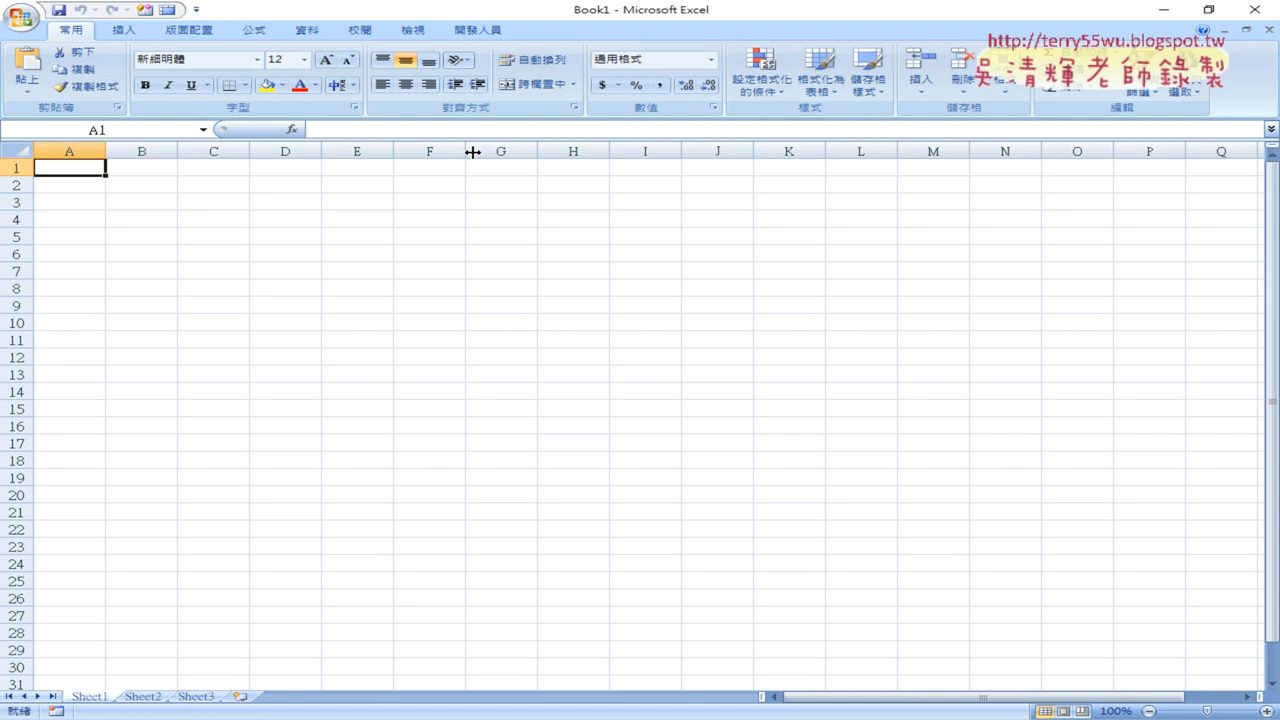 Book1 - Microsoft Excel
常用 插入 版面配置 公式 資料 校閱 檢視 開發人員
http://terry55wu.blogspot.tw
吳清輝老師錄製
貼上 剪下 複製 複製格式 剪貼簿
新細明體 12 A A B I U A 字型
自動換列 跨欄置中 對齊方式
通用格式 $ % , 數值
設定格式化的條件 格式化為表格 儲存格樣式 樣式
插入 刪除 儲存格
篩選 選取 編輯
A1 fx
A B C D E F G H I J K L M N O P Q
1
2
3
4
5
6
7
8
9
10
11
12
13
14
15
16
17
18
19
20
21
22
23
24
25
26
27
28
29
30
31
Sheet1 Sheet2 Sheet3
就緒 100%